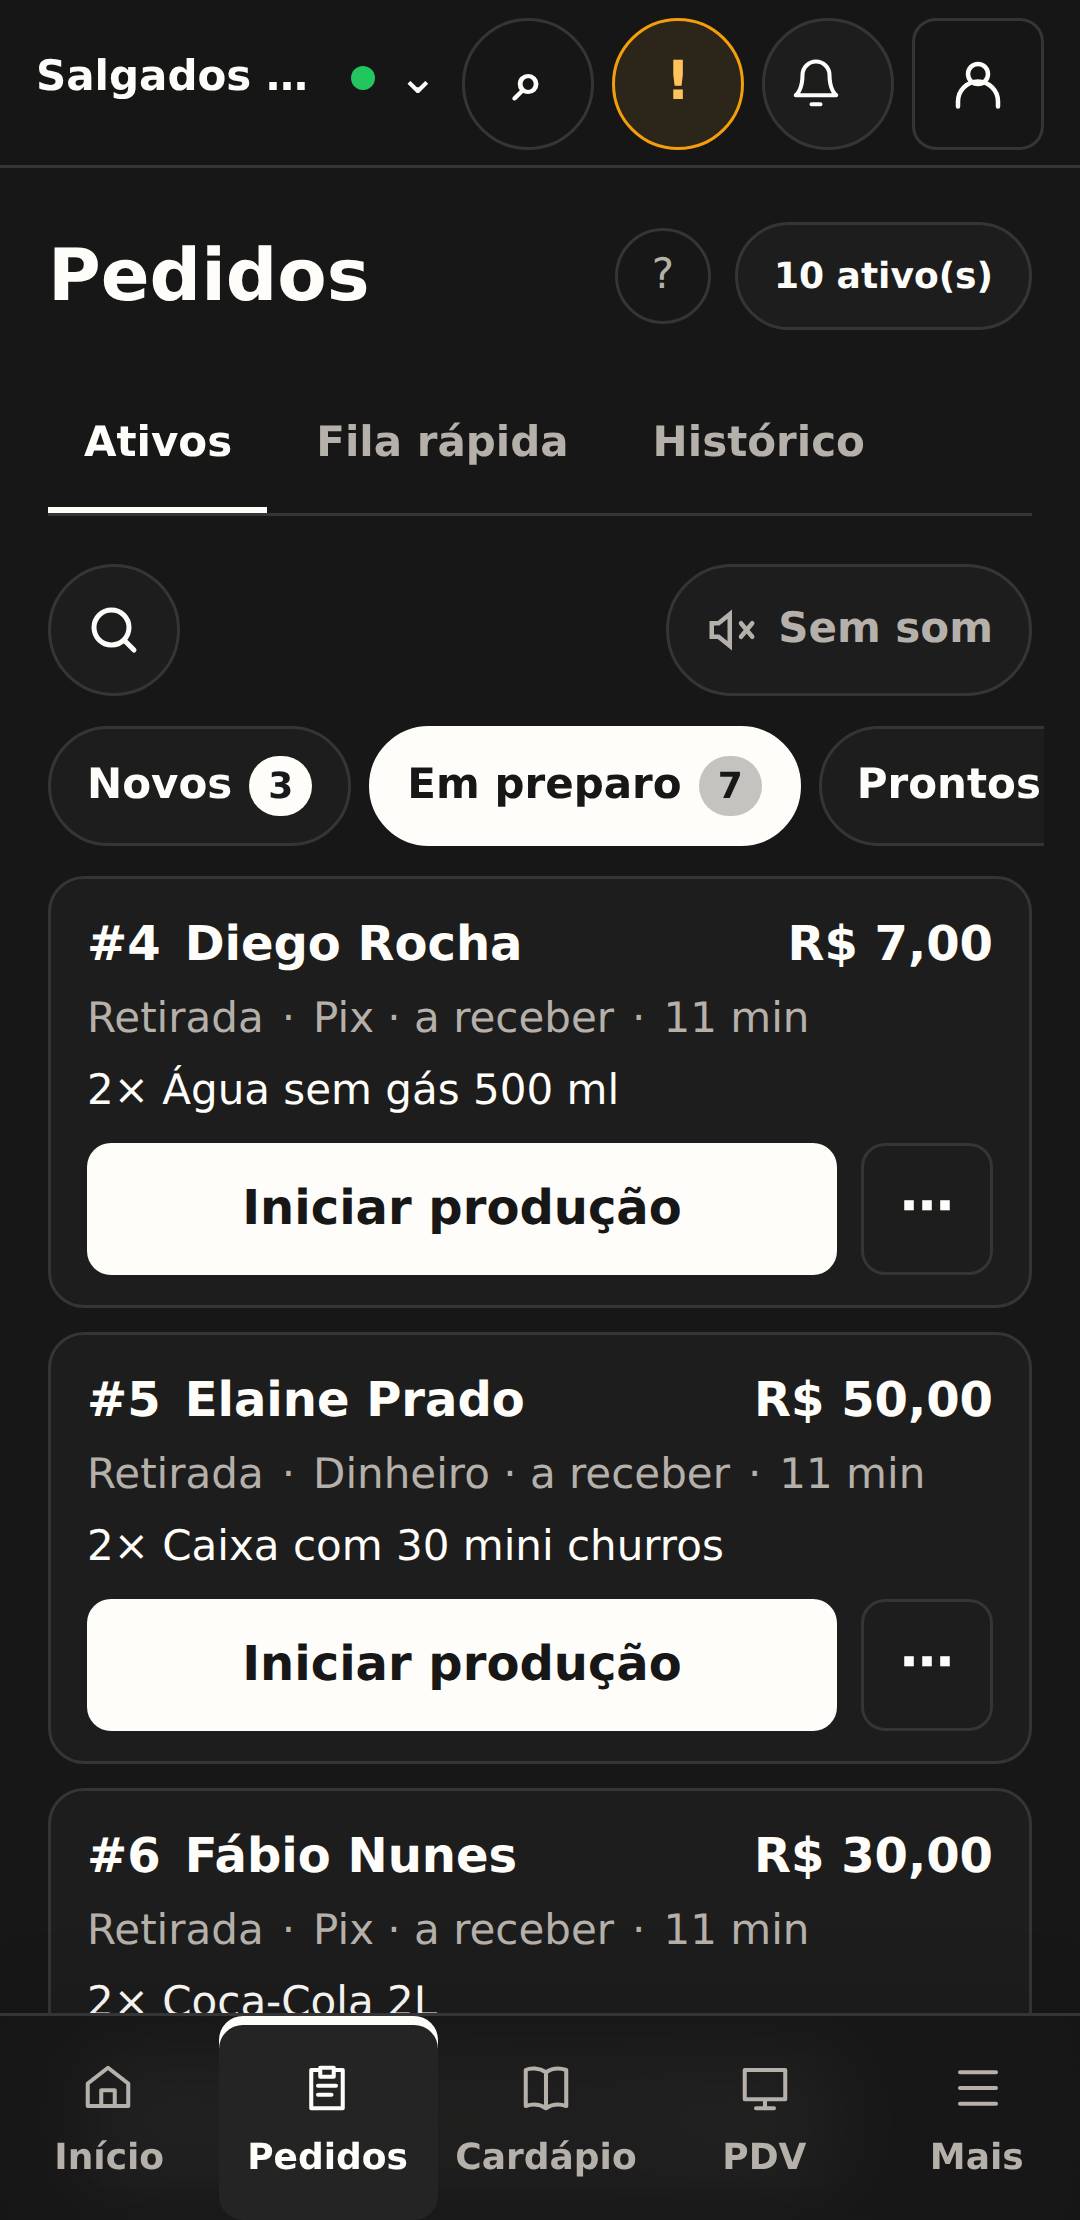 Salgados ...
!
Pedidos
?
10 ativo(s)
Ativos
Fila rápida
Histórico
Sem som
Novos 3
Em preparo 7
Prontos
#4 Diego Rocha R$ 7,00
Retirada · Pix · a receber · 11 min
2× Água sem gás 500 ml
Iniciar produção
...
#5 Elaine Prado R$ 50,00
Retirada · Dinheiro · a receber · 11 min
2× Caixa com 30 mini churros
Iniciar produção
...
#6 Fábio Nunes R$ 30,00
Retirada · Pix · a receber · 11 min
2× Coca-Cola 2L
Início
Pedidos
Cardápio
PDV
Mais